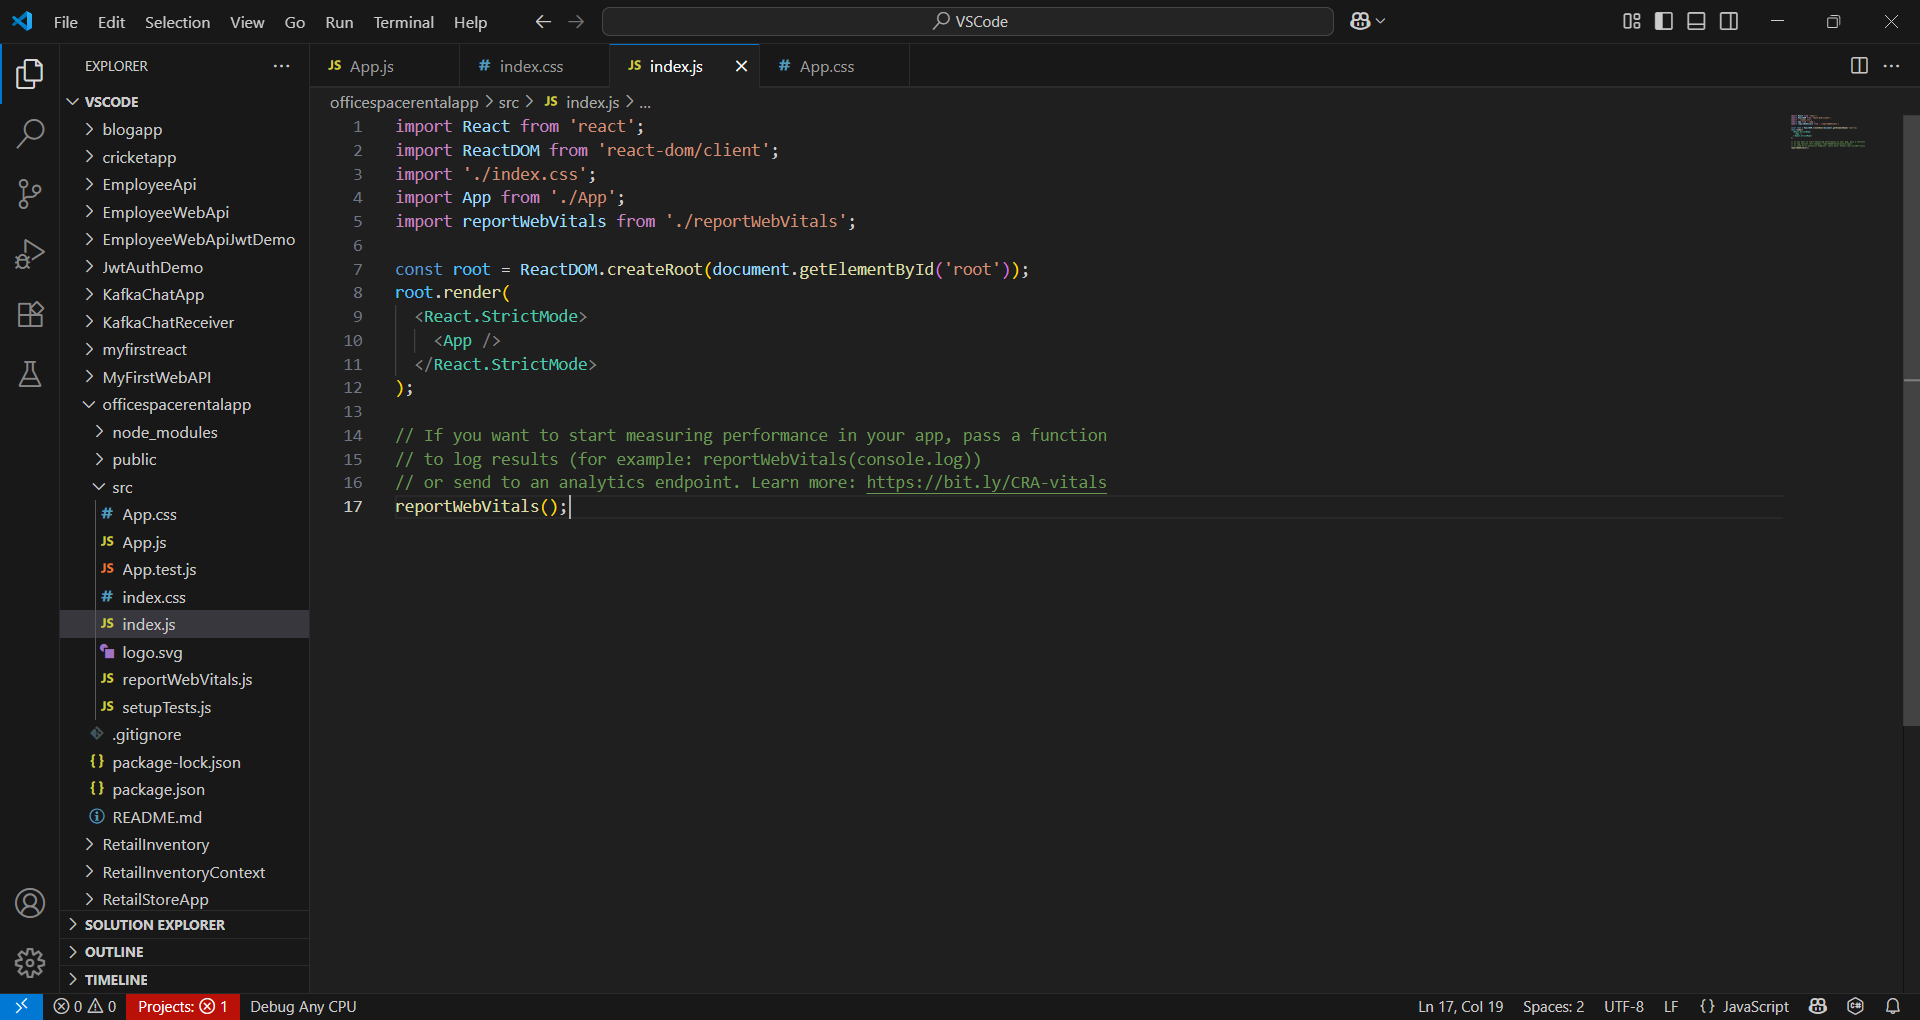 File Edit Selection View Go Run Terminal Help
VSCode
EXPLORER
VSCODE
blogapp
cricketapp
EmployeeApi
EmployeeWebApi
EmployeeWebApiJwtDemo
JwtAuthDemo
KafkaChatApp
KafkaChatReceiver
myfirstreact
MyFirstWebAPI
officespacerentalapp
node_modules
public
src
# App.css
JS App.js
JS App.test.js
# index.css
JS index.js
logo.svg
JS reportWebVitals.js
JS setupTests.js
.gitignore
{} package-lock.json
{} package.json
README.md
RetailInventory
RetailInventoryContext
RetailStoreApp
SOLUTION EXPLORER
OUTLINE
TIMELINE
JS App.js # index.css JS index.js # App.css
officespacerentalapp > src > JS index.js > ...
1 import React from 'react';
2 import ReactDOM from 'react-dom/client';
3 import './index.css';
4 import App from './App';
5 import reportWebVitals from './reportWebVitals';
6
7 const root = ReactDOM.createRoot(document.getElementById('root'));
8 root.render(
9 <React.StrictMode>
10 <App />
11 </React.StrictMode>
12 );
13
14 // If you want to start measuring performance in your app, pass a function
15 // to log results (for example: reportWebVitals(console.log))
16 // or send to an analytics endpoint. Learn more: https://bit.ly/CRA-vitals
17 reportWebVitals();
0 0 Projects: 1 Debug Any CPU Ln 17, Col 19 Spaces: 2 UTF-8 LF {} JavaScript